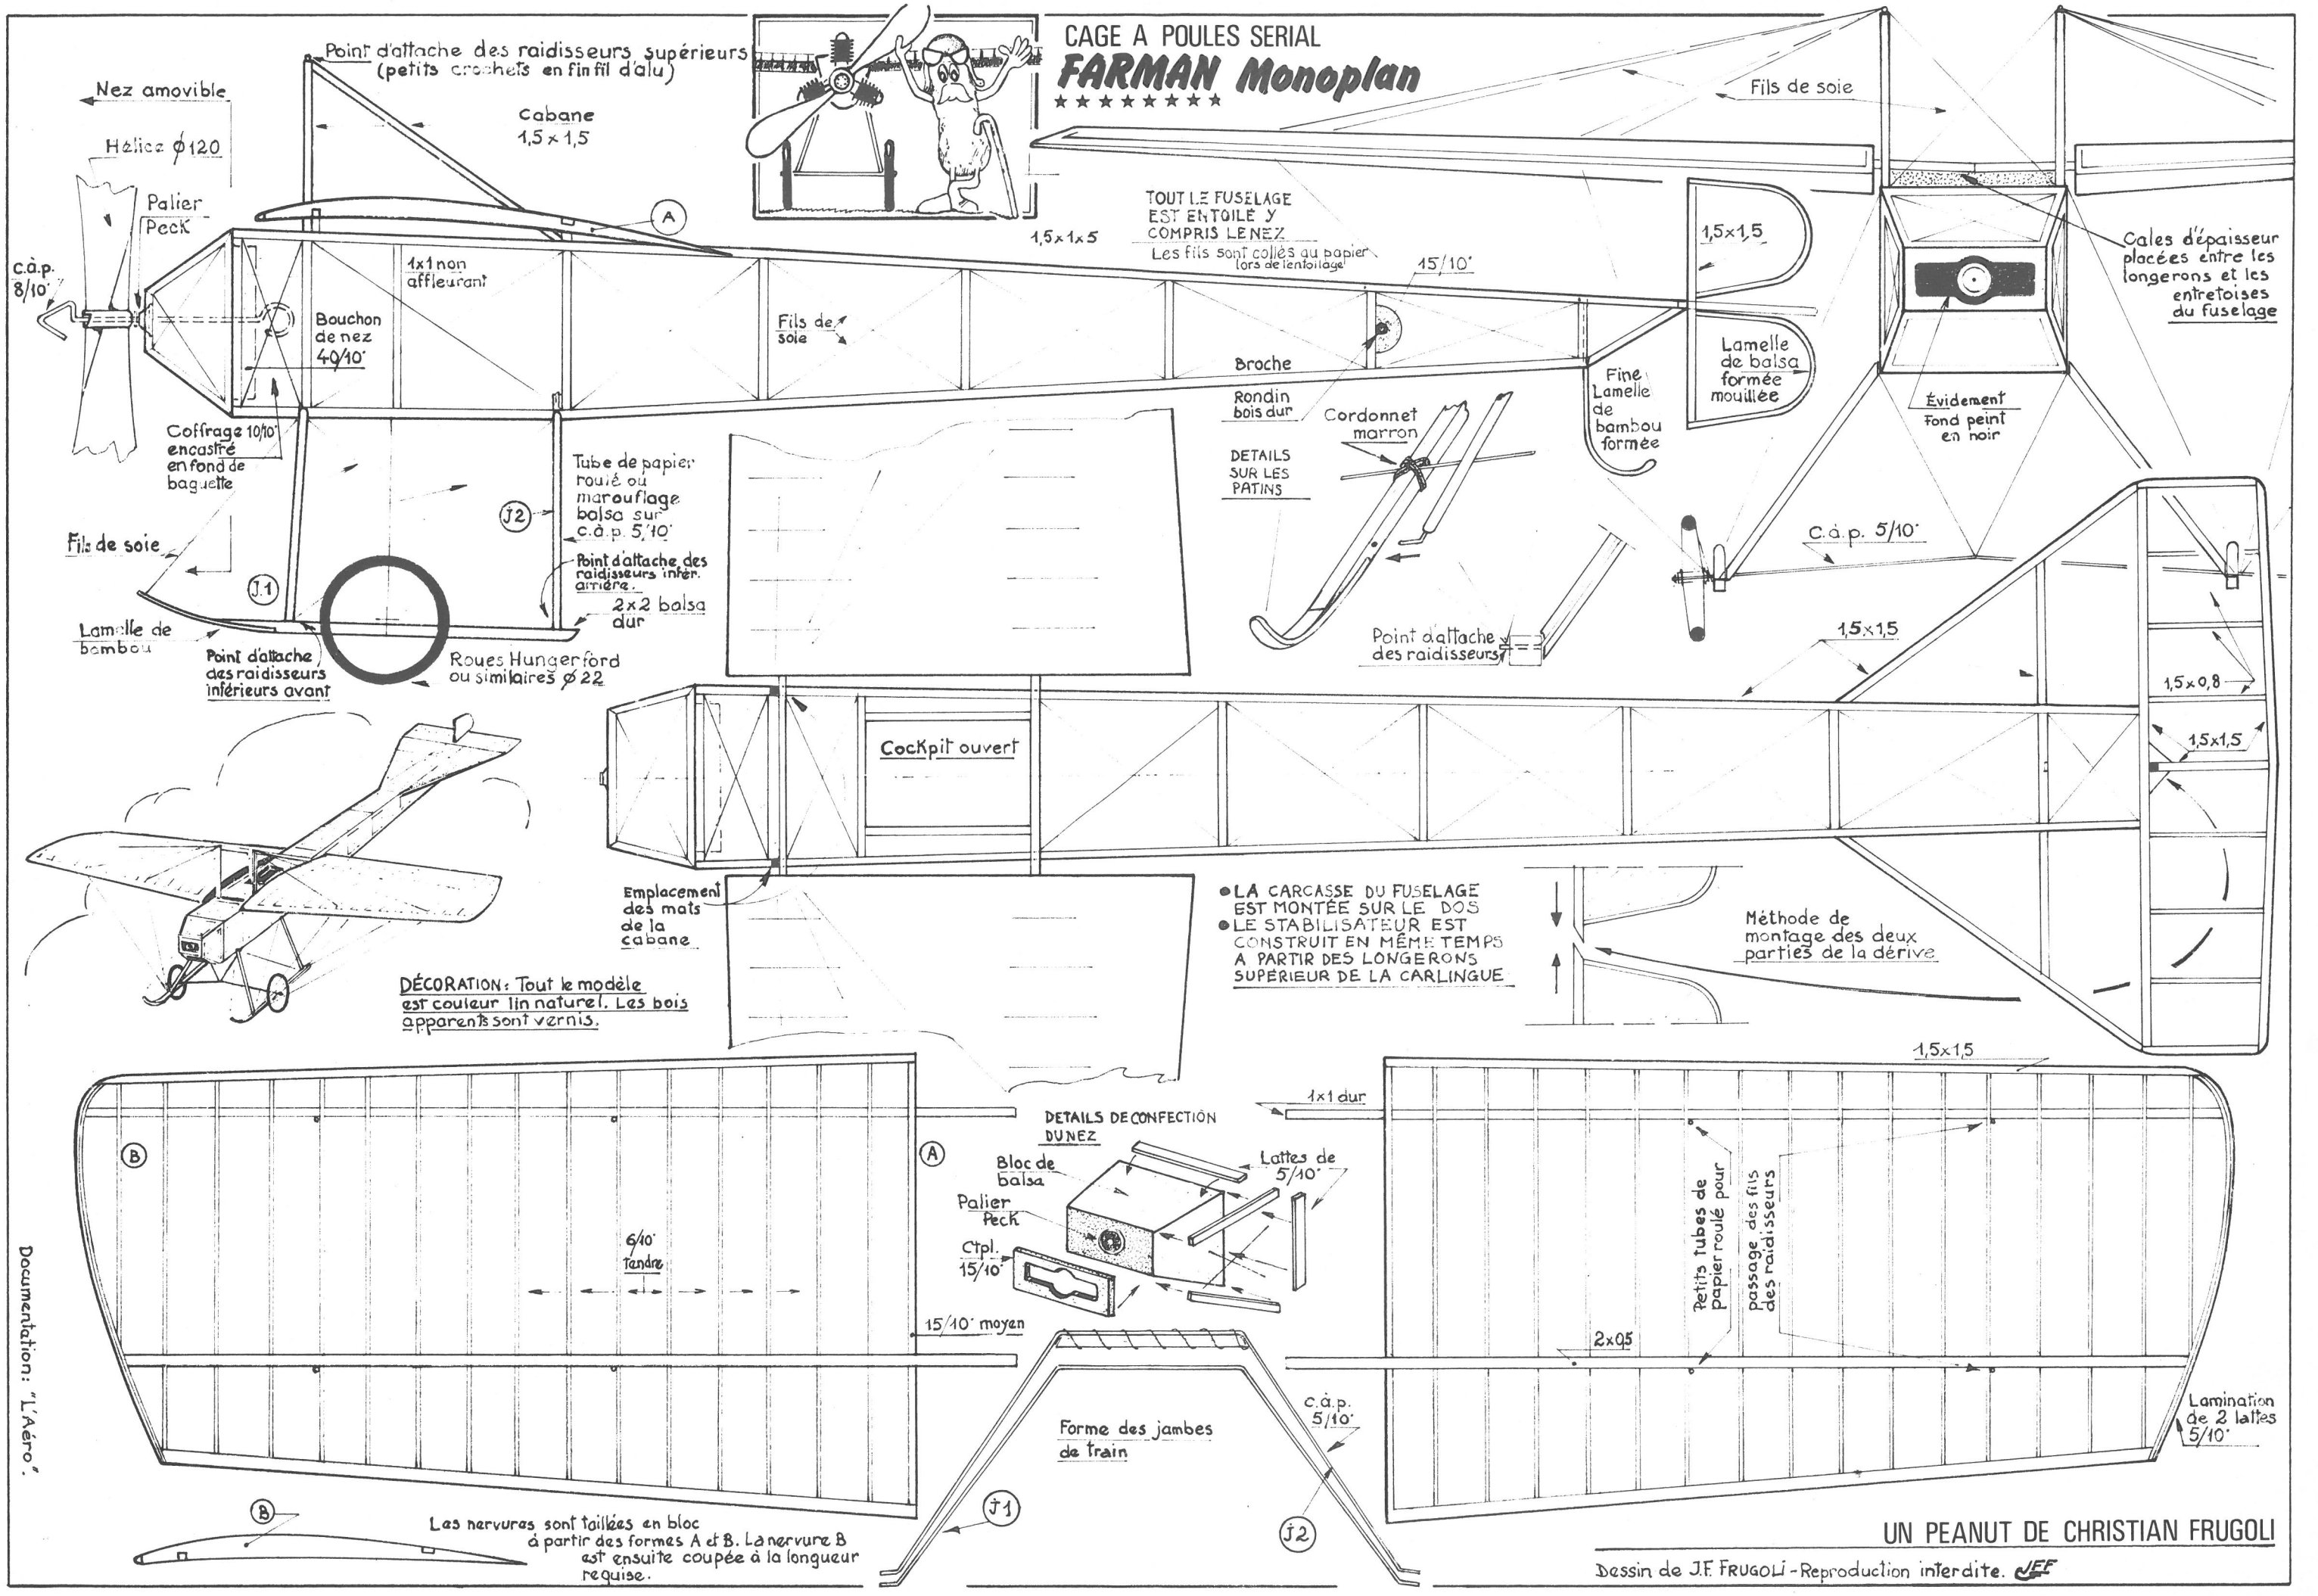 CAGE A POULES SERIAL
FARMAN Monoplan
Point d'attache des raidisseurs supérieurs
(petits crochets en fin fil d'alu)
Nez amovible
Cabane
1,5x1,5
Hélice φ120
Palier
Peck
c.à.p.
8/10°
A
1x1 non
affleurant
Bouchon
de nez
40/10°
Fils de
soie
Coffrage 10/10°
encastré
en fond de
baguette
Fils de soie
J1
Lamelle de
bambou
Point d'attache
des raidisseurs
inférieurs avant
Tube de papier
roulé ou
marouflage
balsa sur
c.à.p. 5/10°
J2
Point d'attache des
raidisseurs infér.
arrière.
2x2 balsa
dur
Roues Hungerford
ou similaires φ22
1,5x1x5
TOUT LE FUSELAGE
EST ENTOILÉ Y
COMPRIS LE NEZ
Les fils sont collés au papier
lors de l'entoilage
15/10°
Broche
Rondin
bois dur
Cordonnet
marron
DETAILS
SUR LES
PATINS
Fine
Lamelle
de
bambou
formée
Fils de soie
1,5x1,5
Lamelle
de balsa
formée
mouillée
Cales d'épaisseur
placées entre les
longerons et les
entretoises
du fuselage
Évidement
Fond peint
en noir
c.à.p. 5/10°
Point d'attache
des raidisseurs
1,5x1,5
1,5x0,8
1,5x1,5
Cockpit ouvert
Emplacement
des mats
de la
cabane
DÉCORATION: Tout le modèle
est couleur lin naturel. Les bois
apparents sont vernis.
LA CARCASSE DU FUSELAGE
EST MONTÉE SUR LE DOS
LE STABILISATEUR EST
CONSTRUIT EN MÊME TEMPS
A PARTIR DES LONGERONS
SUPERIEUR DE LA CARLINGUE
Méthode de
montage des deux
parties de la dérive
1,5x1,5
1x1 dur
DETAILS DE CONFECTION
DU NEZ
Bloc de
balsa
Lattes de
5/10°
Palier
Peck
Ctpl.
15/10°
B
A
6/10°
tendre
15/10° moyen
Petits tubes de
papier roulé pour
passage des fils
des raidisseurs
2x05
Lamination
de 2 lattes
5/10°
c.à.p.
5/10°
Forme des jambes
de train
J1
J2
B
Les nervures sont taillées en bloc
à partir des formes A et B. La nervure B
est ensuite coupée à la longueur
requise.
Documentation: "L'Aéro".
UN PEANUT DE CHRISTIAN FRUGOLI
Dessin de J.F. FRUGOLI - Reproduction interdite. JFF